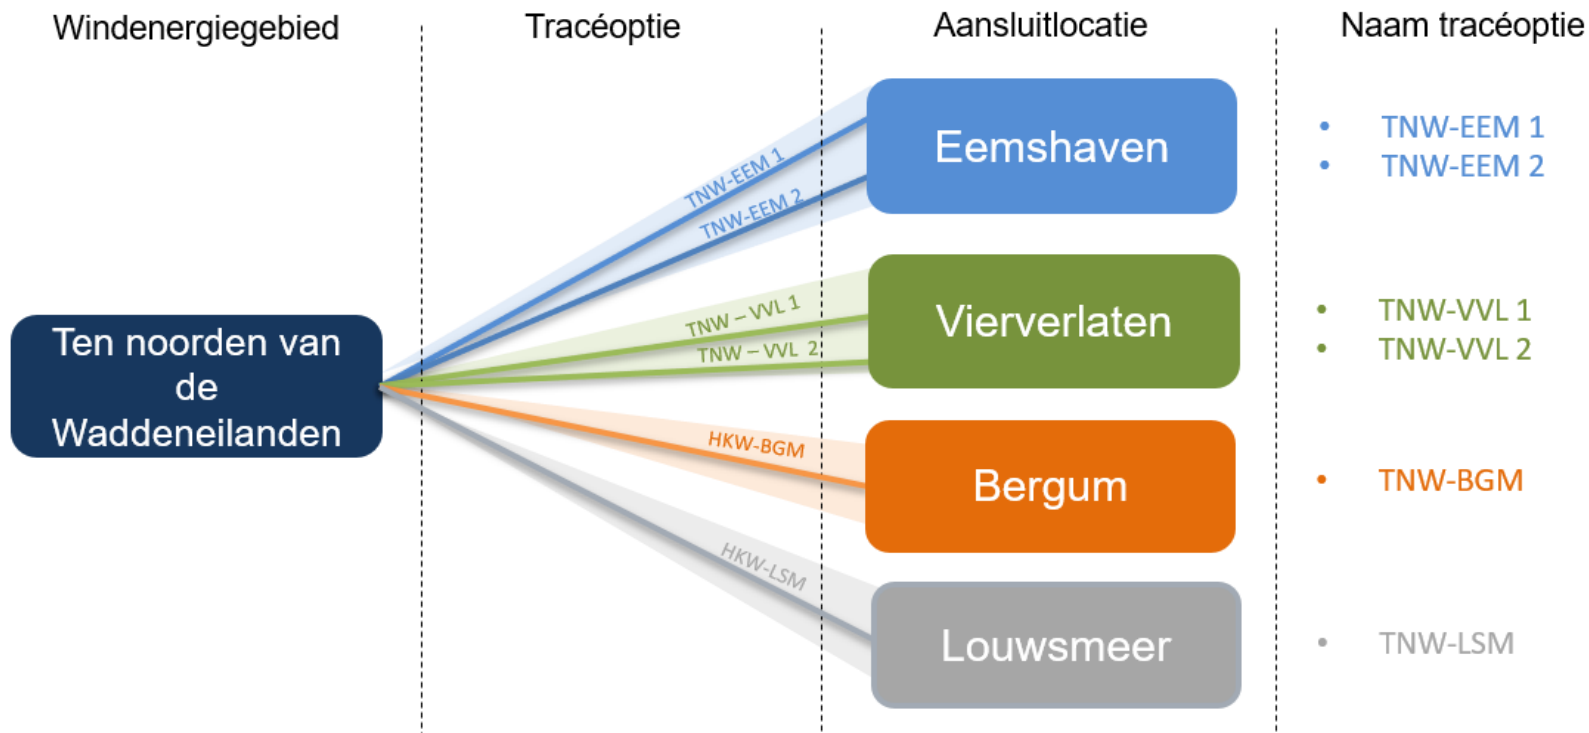 Windenergiegebied
Tracéoptie
Aansluitlocatie
Naam tracéoptie
Ten noorden van
de
Waddeneilanden
TNW-EEM 1
TNW-EEM 2
TNW – VVL 1
TNW – VVL 2
HKW-BGM
HKW-LSM
Eemshaven
Vierverlaten
Bergum
Louwsmeer
• TNW-EEM 1
• TNW-EEM 2
• TNW-VVL 1
• TNW-VVL 2
• TNW-BGM
• TNW-LSM